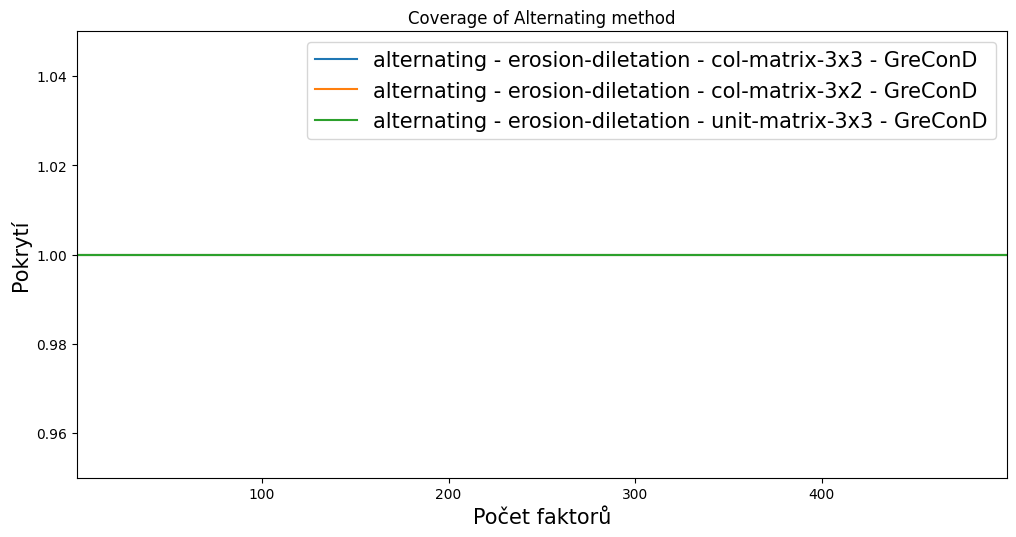 Coverage of Alternating method
alternating - erosion-diletation - col-matrix-3x3 - GreConD
alternating - erosion-diletation - col-matrix-3x2 - GreConD
alternating - erosion-diletation - unit-matrix-3x3 - GreConD
Pokrytí
1.04
1.02
1.00
0.98
0.96
100 200 300 400
Počet faktorů